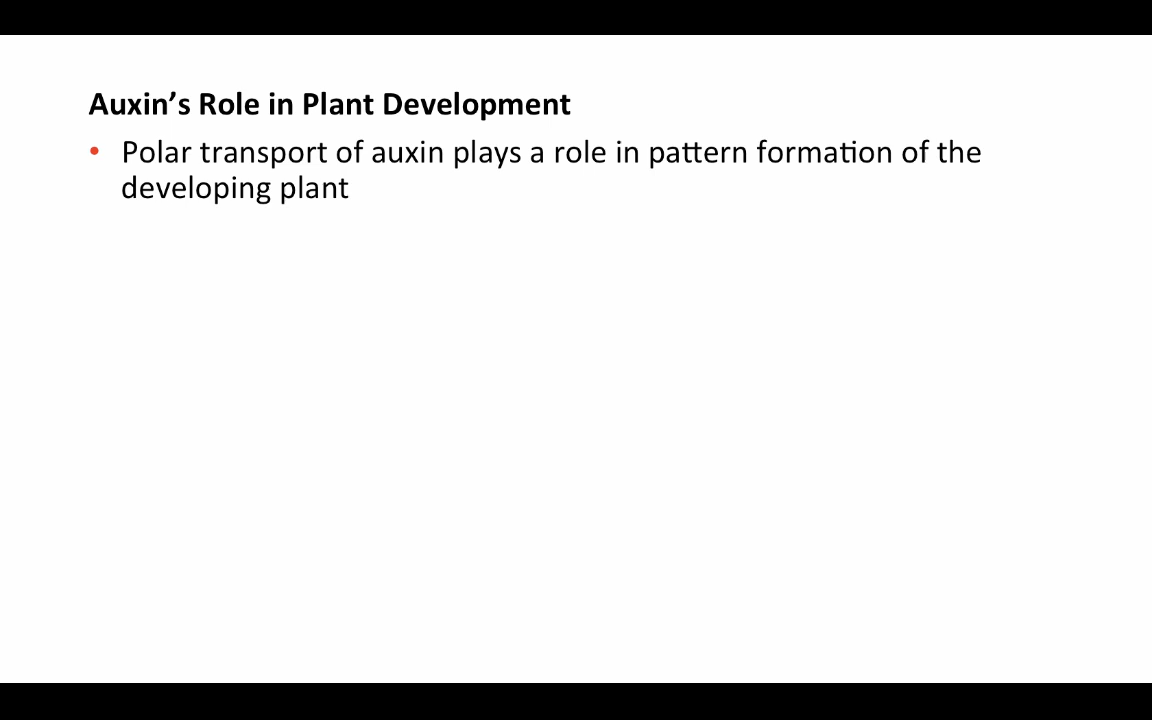 Auxin’s Role in Plant Development
• Polar transport of auxin plays a role in pattern formation of the
developing plant